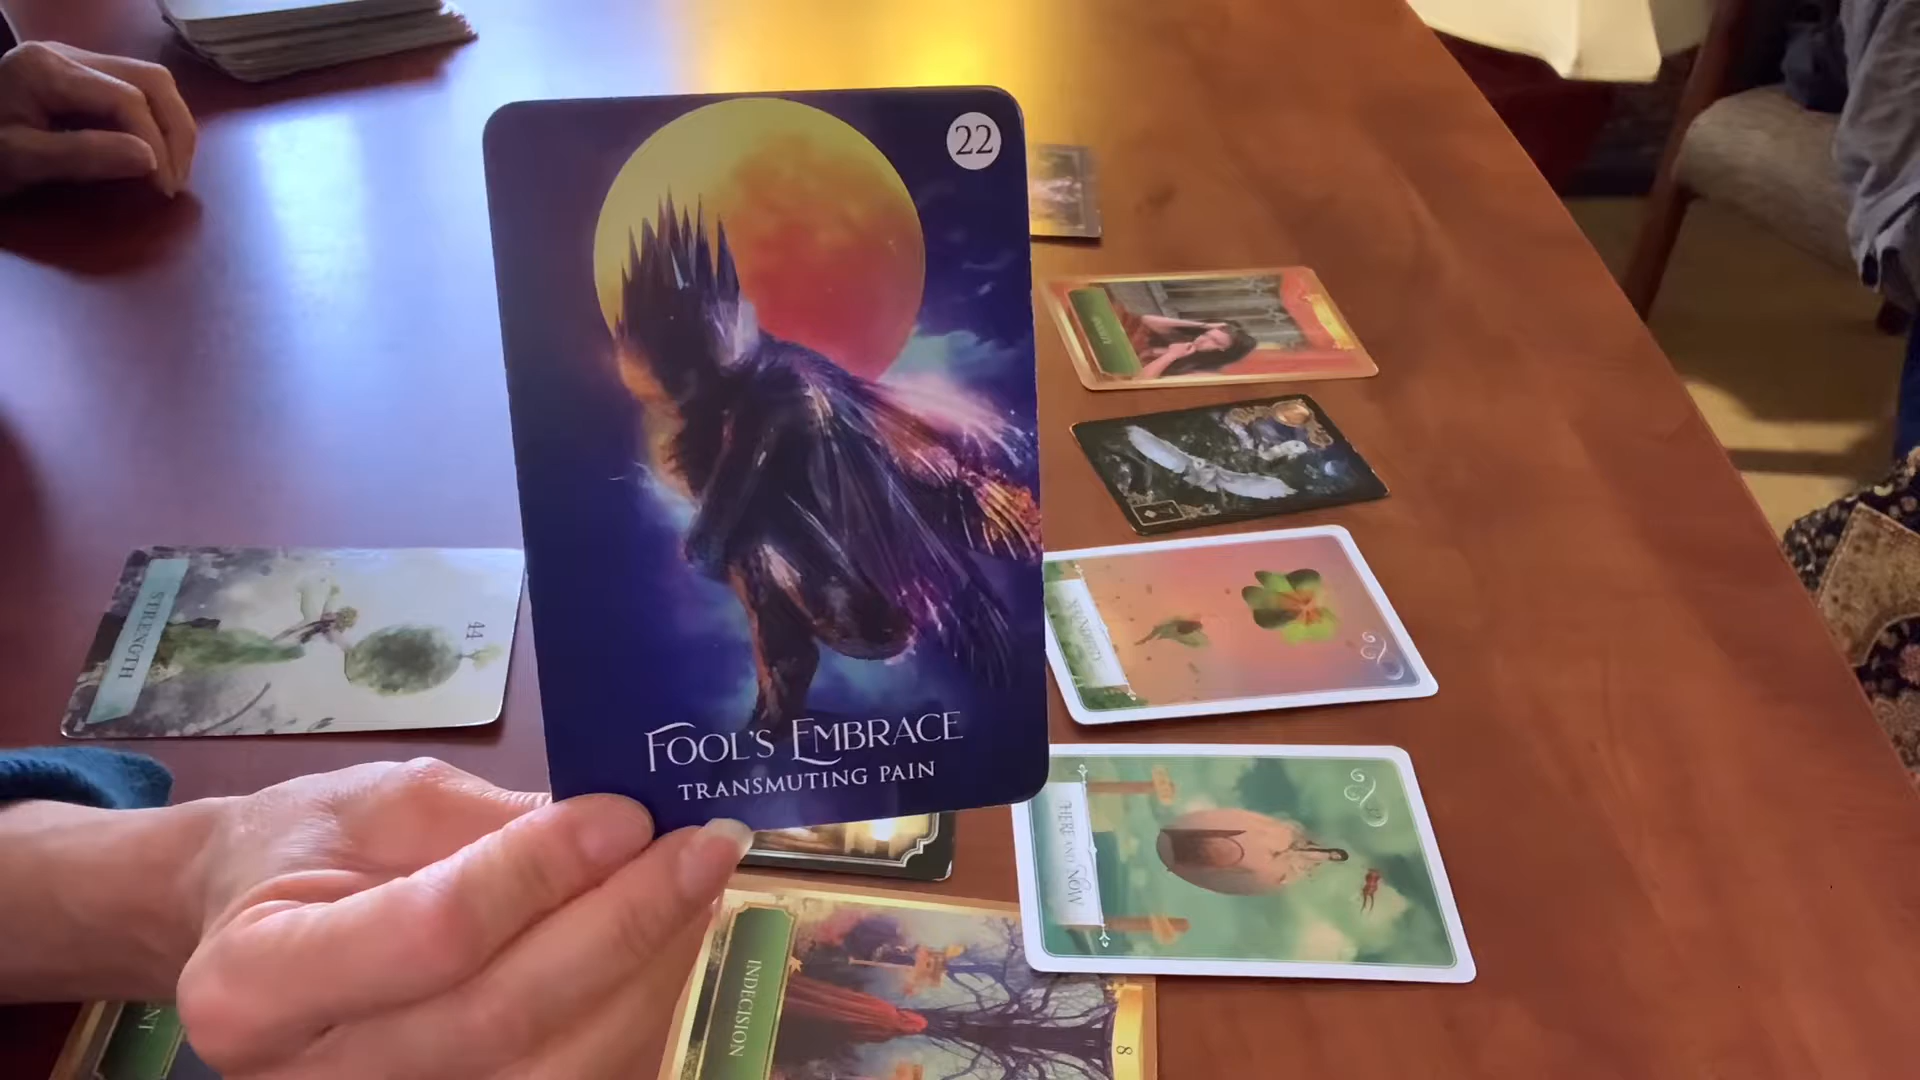 22
FOOL'S EMBRACE
TRANSMUTING PAIN
STRENGTH
44
HERE AND NOW
INDECISION
8